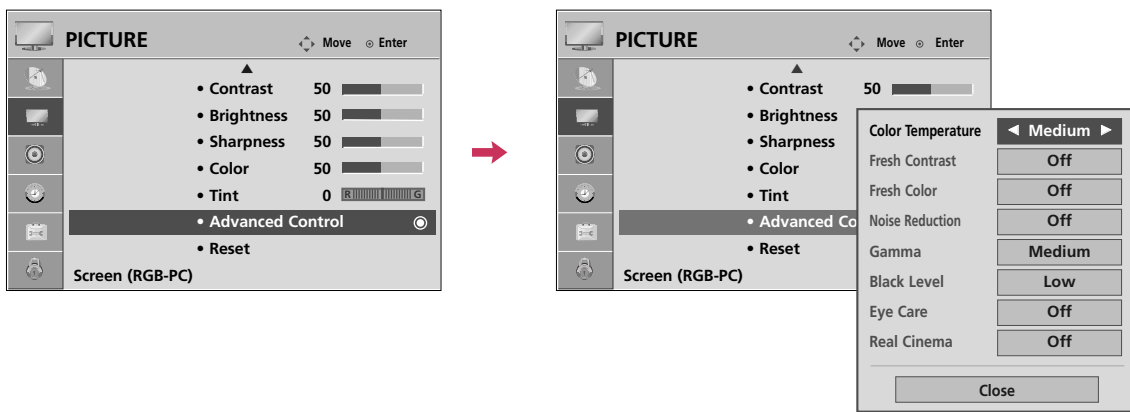 PICTURE
Move Enter
• Contrast 50
• Brightness 50
• Sharpness 50
• Color 50
• Tint 0 R G
• Advanced Control
• Reset
Screen (RGB-PC)
PICTURE
Move Enter
• Contrast 50
• Brightness
• Sharpness
• Color
• Tint
• Advanced Co
• Reset
Screen (RGB-PC)
Color Temperature ◀ Medium ▶
Fresh Contrast Off
Fresh Color Off
Noise Reduction Off
Gamma Medium
Black Level Low
Eye Care Off
Real Cinema Off
Close